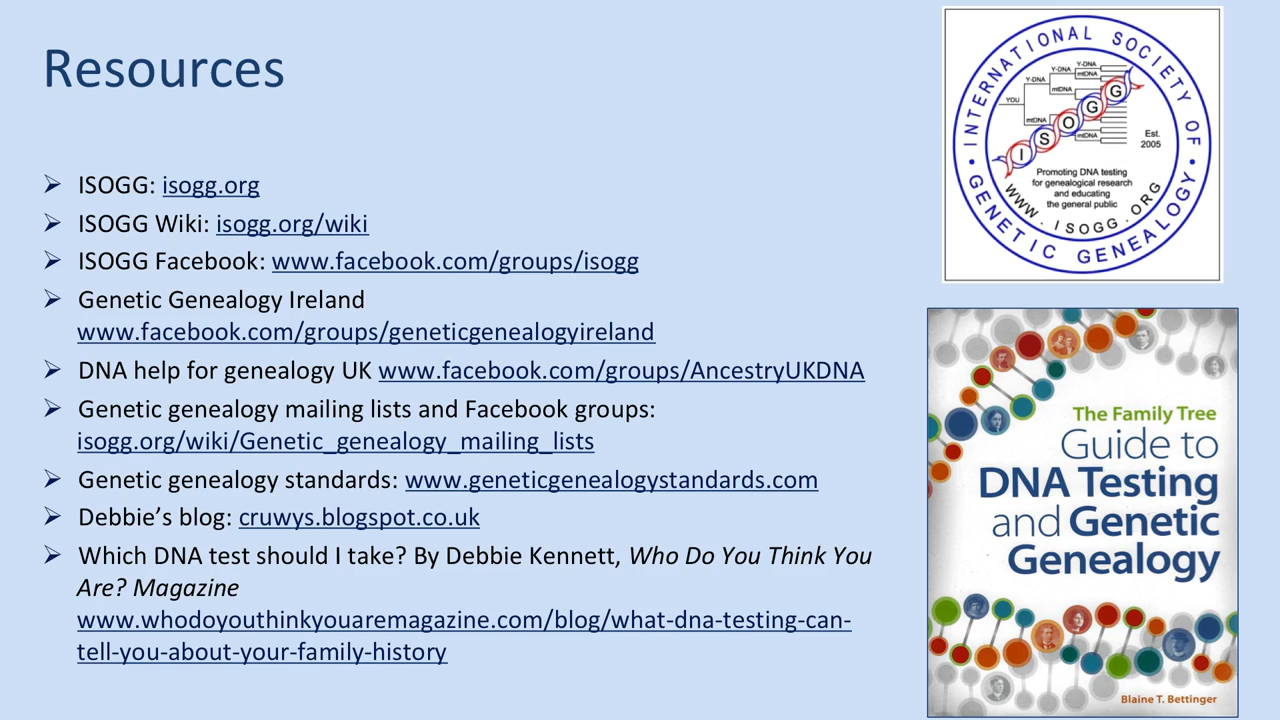 Resources
➢ ISOGG: isogg.org
➢ ISOGG Wiki: isogg.org/wiki
➢ ISOGG Facebook: www.facebook.com/groups/isogg
➢ Genetic Genealogy Ireland
www.facebook.com/groups/geneticgenealogyireland
➢ DNA help for genealogy UK www.facebook.com/groups/AncestryUKDNA
➢ Genetic genealogy mailing lists and Facebook groups:
isogg.org/wiki/Genetic_genealogy_mailing_lists
➢ Genetic genealogy standards: www.geneticgenealogystandards.com
➢ Debbie’s blog: cruwys.blogspot.co.uk
➢ Which DNA test should I take? By Debbie Kennett, Who Do You Think You
Are? Magazine
www.whodoyouthinkyouaremagazine.com/blog/what-dna-testing-can-
tell-you-about-your-family-history
INTERNATIONAL SOCIETY OF
• GENETIC GENEALOGY •
YOU
Y-DNA
mtDNA
Y-DNA
mtDNA
Y-DNA
mtDNA
mtDNA
ISOGG
Est.
2005
Promoting DNA testing
for genealogical research
and educating
the general public
WWW.ISOGG.ORG
The Family Tree
Guide to
DNA Testing
and Genetic
Genealogy
Blaine T. Bettinger